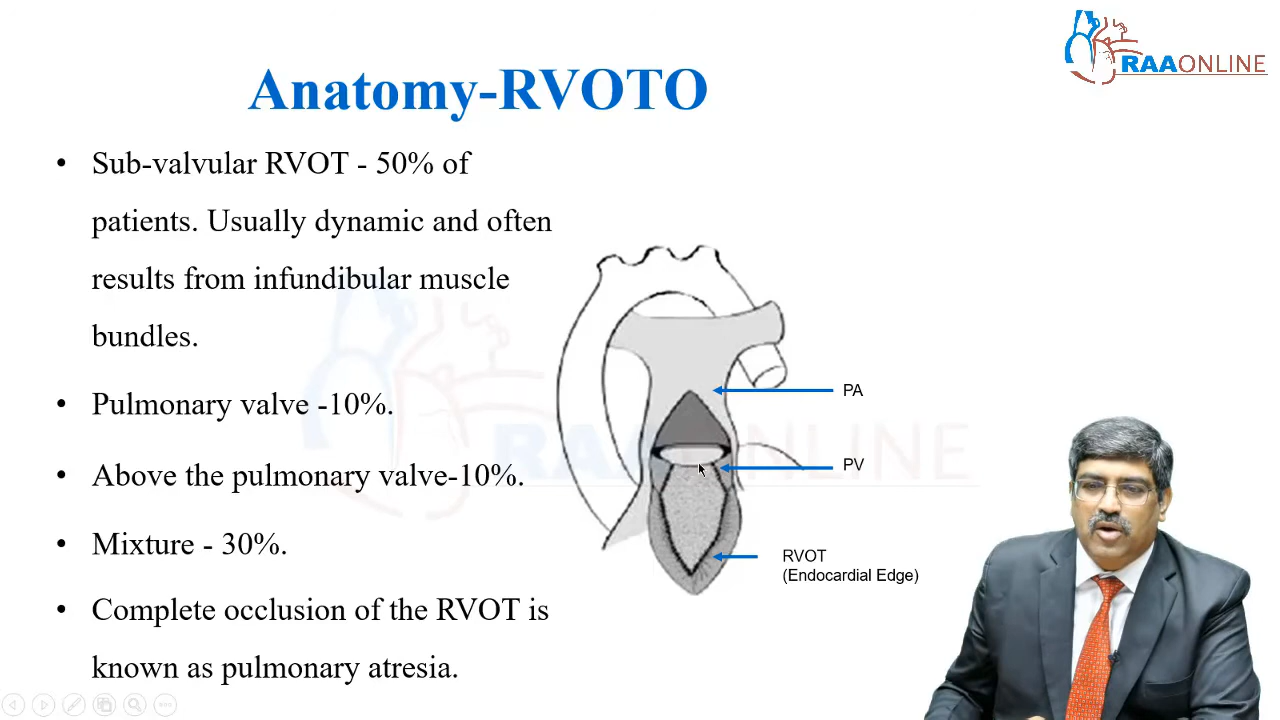 RAAONLINE
Anatomy-RVOTO
• Sub-valvular RVOT - 50% of
patients. Usually dynamic and often
results from infundibular muscle
bundles.
• Pulmonary valve -10%.
• Above the pulmonary valve-10%.
• Mixture - 30%.
• Complete occlusion of the RVOT is
known as pulmonary atresia.
PA
PV
RVOT
(Endocardial Edge)
RAAONLINE